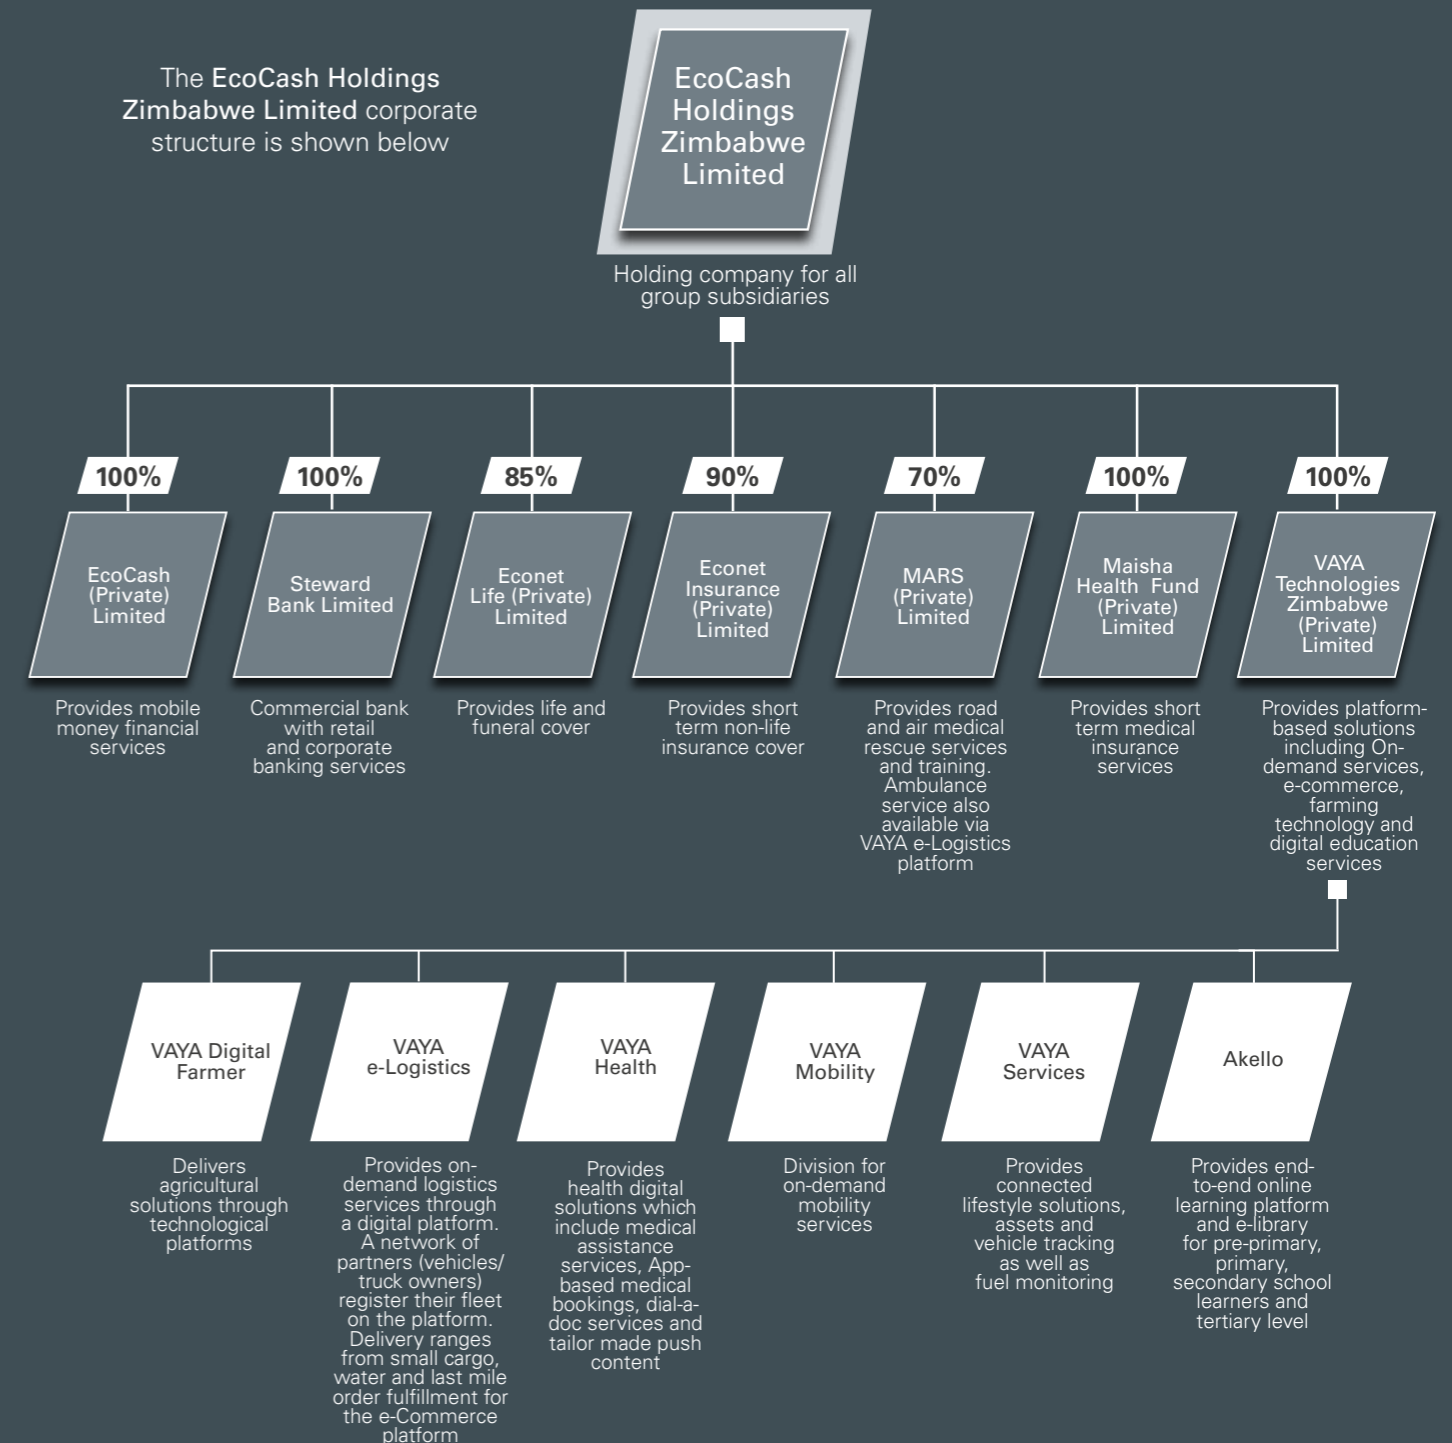 The EcoCash Holdings
Zimbabwe Limited corporate
structure is shown below
EcoCash
Holdings
Zimbabwe
Limited
Holding company for all
group subsidiaries
100%
EcoCash
(Private)
Limited
Provides mobile
money financial
services
100%
Steward
Bank Limited
Commercial bank
with retail
and corporate
banking services
85%
Econet
Life (Private)
Limited
Provides life and
funeral cover
90%
Econet
Insurance
(Private)
Limited
Provides short
term non-life
insurance cover
70%
MARS
(Private)
Limited
Provides road
and air medical
rescue services
and training.
Ambulance
service also
available via
VAYA e-Logistics
platform
100%
Maisha
Health Fund
(Private)
Limited
Provides short
term medical
insurance
services
100%
VAYA
Technologies
Zimbabwe
(Private)
Limited
Provides platform-
based solutions
including On-
demand services,
e-commerce,
farming
technology and
digital education
services
VAYA Digital
Farmer
Delivers
agricultural
solutions through
technological
platforms
VAYA
e-Logistics
Provides on-
demand logistics
services through
a digital platform.
A network of
partners (vehicles/
truck owners)
register their fleet
on the platform.
Delivery ranges
from small cargo,
water and last mile
order fulfillment for
the e-Commerce
platform
VAYA
Health
Provides
health digital
solutions which
include medical
assistance
services, App-
based medical
bookings, dial-a-
doc services and
tailor made push
content
VAYA
Mobility
Division for
on-demand
mobility
services
VAYA
Services
Provides
connected
lifestyle solutions,
assets and
vehicle tracking
as well as
fuel monitoring
Akello
Provides end-
to-end online
learning platform
and e-library
for pre-primary,
primary,
secondary school
learners and
tertiary level